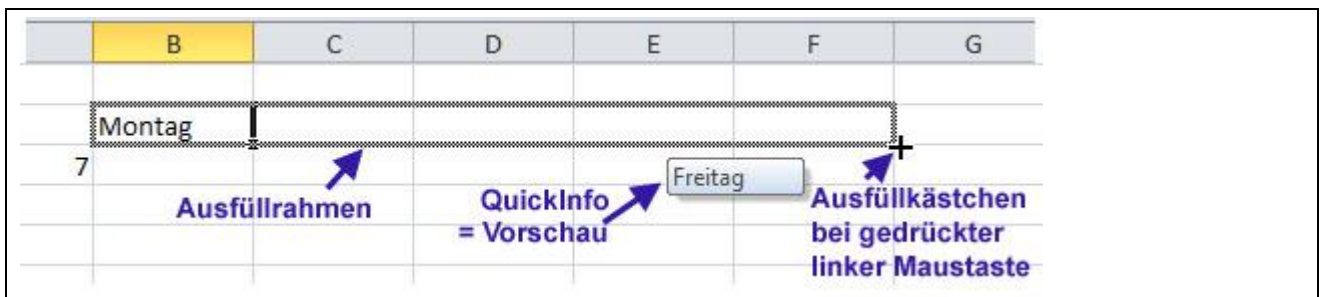 B C D E F G
Montag
7
Freitag
Ausfüllrahmen
QuickInfo
= Vorschau
Ausfüllkästchen
bei gedrückter
linker Maustaste